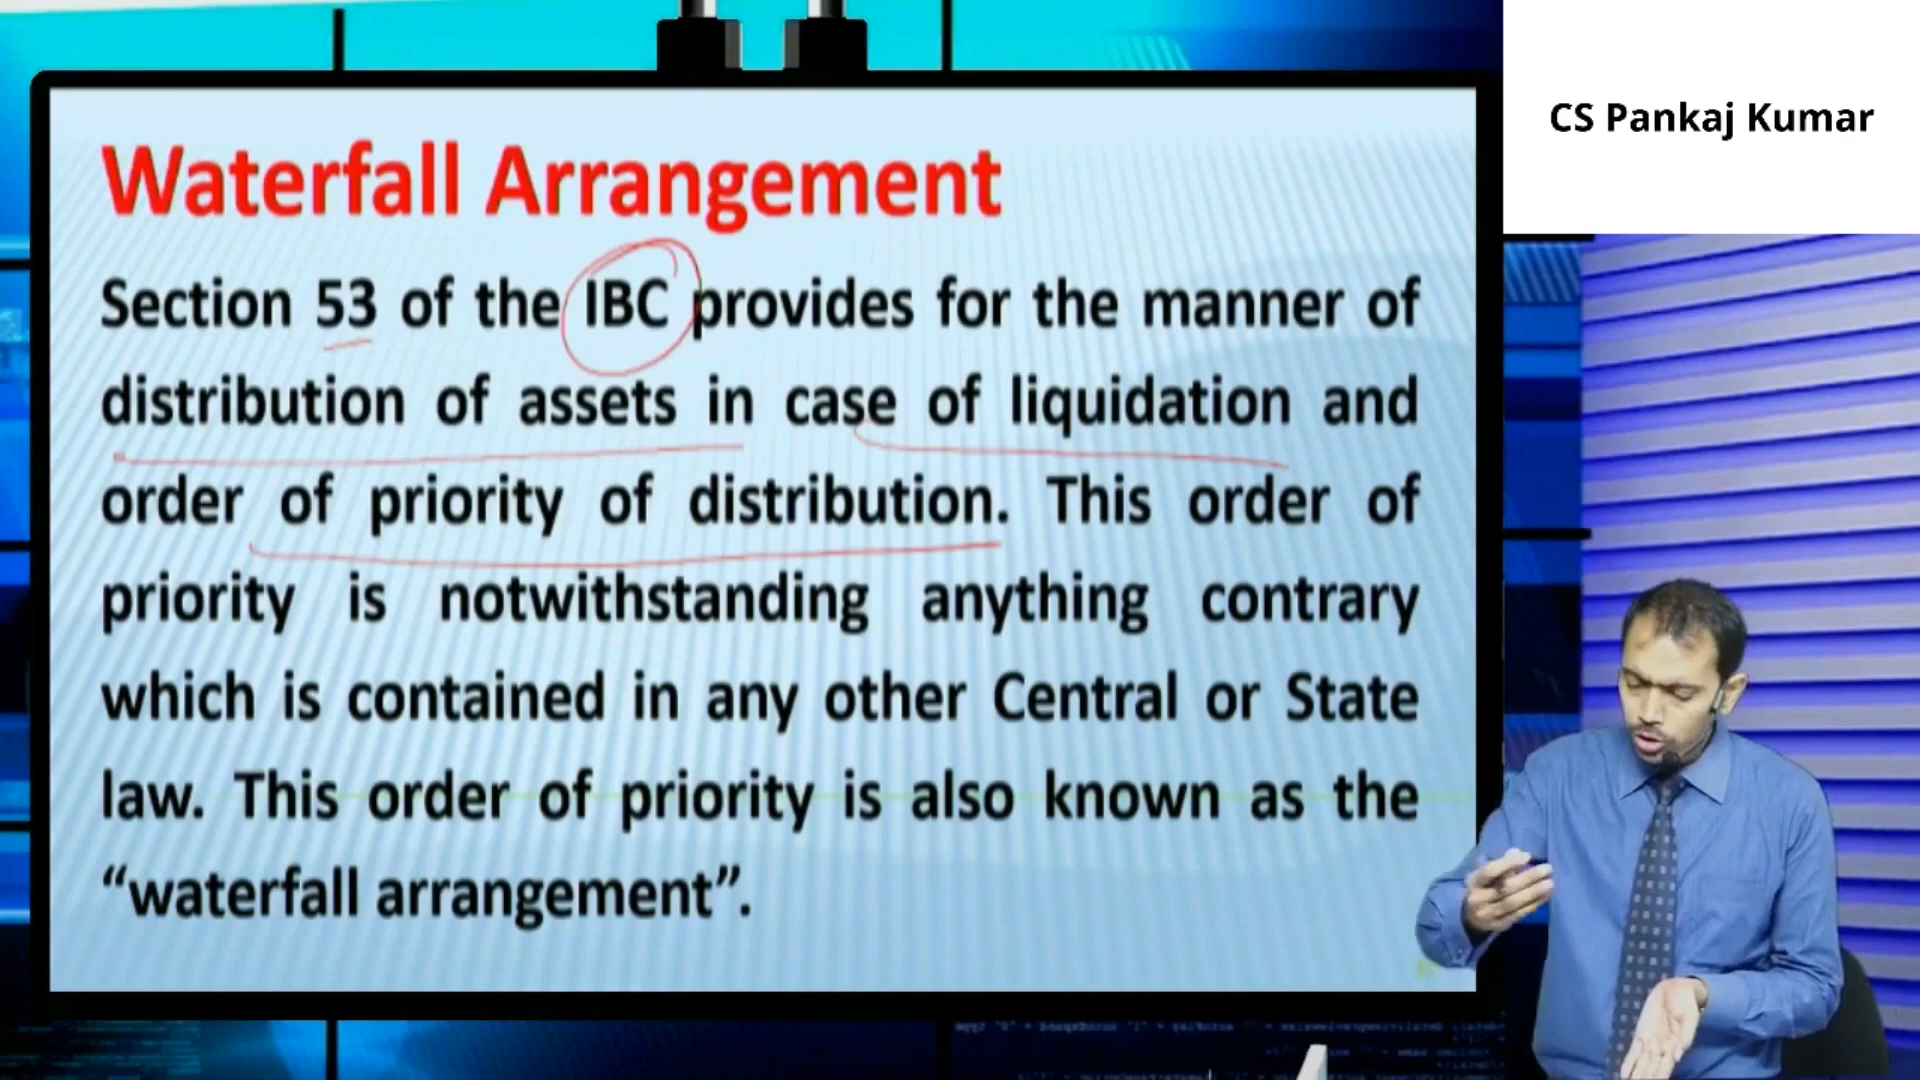 Waterfall Arrangement
Section 53 of the IBC provides for the manner of
distribution of assets in case of liquidation and
order of priority of distribution. This order of
priority is notwithstanding anything contrary
which is contained in any other Central or State
law. This order of priority is also known as the
“waterfall arrangement”.
CS Pankaj Kumar